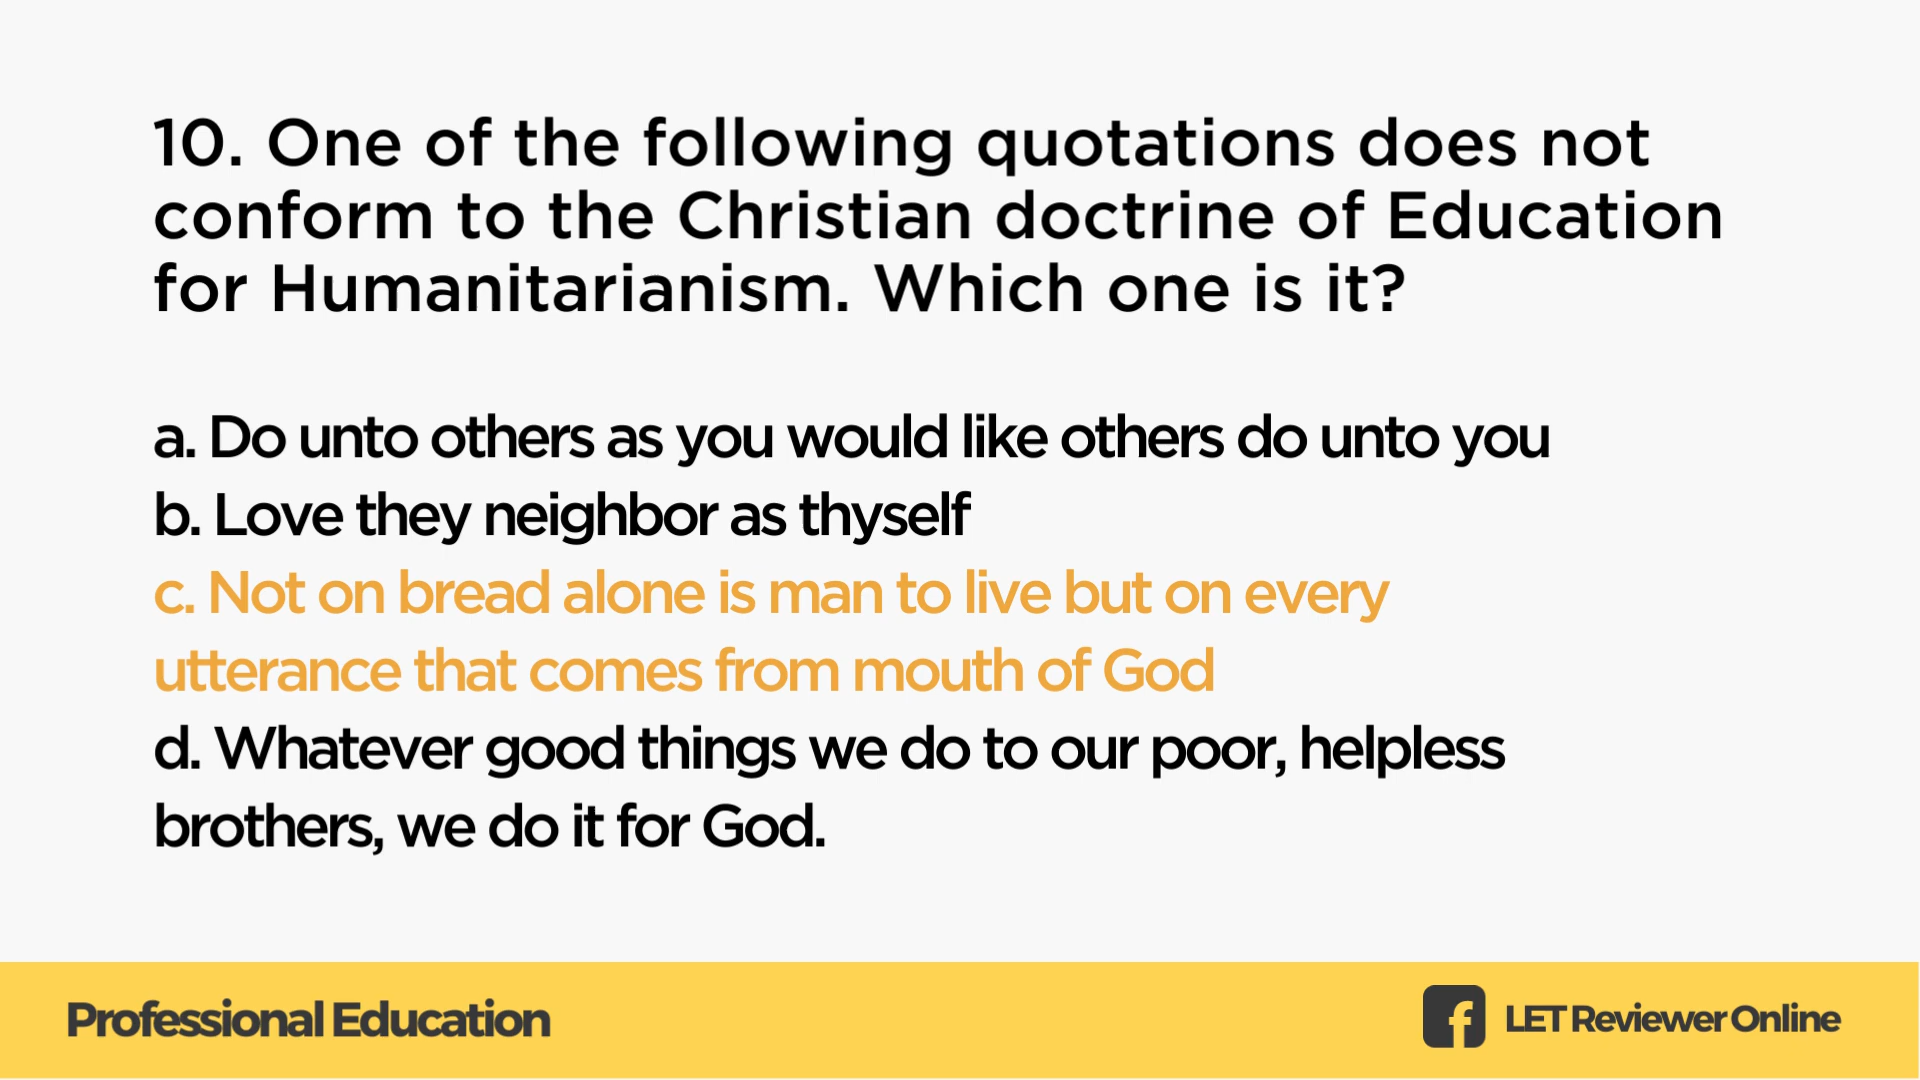 10. One of the following quotations does not
conform to the Christian doctrine of Education
for Humanitarianism. Which one is it?
a. Do unto others as you would like others do unto you
b. Love they neighbor as thyself
c. Not on bread alone is man to live but on every
utterance that comes from mouth of God
d. Whatever good things we do to our poor, helpless
brothers, we do it for God.
Professional Education
LET Reviewer Online